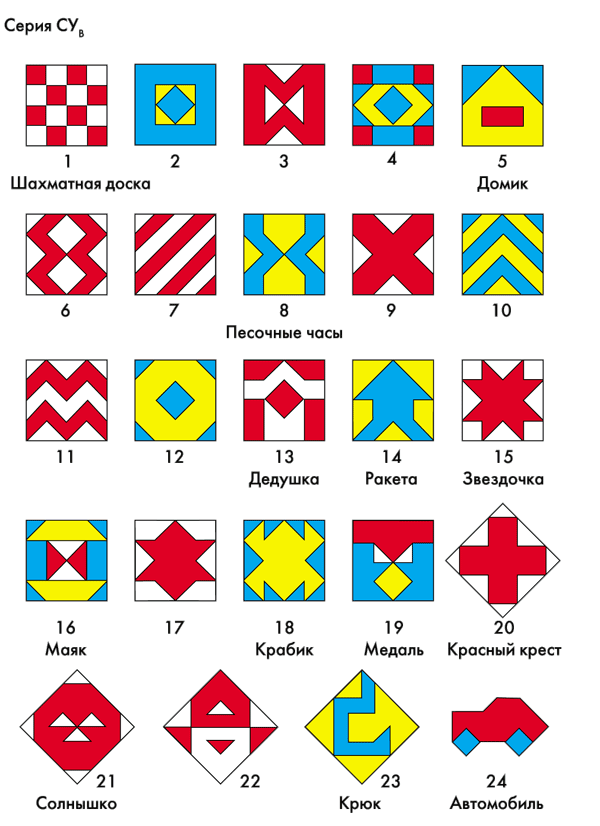 Серия СУв
1 2 3 4 5
Шахматная доска Домик
6 7 8 9 10
Песочные часы
11 12 13 14 15
Дедушка Ракета Звездочка
16 17 18 19 20
Маяк Крабик Медаль Красный крест
21 22 23 24
Солнышко Крюк Автомобиль